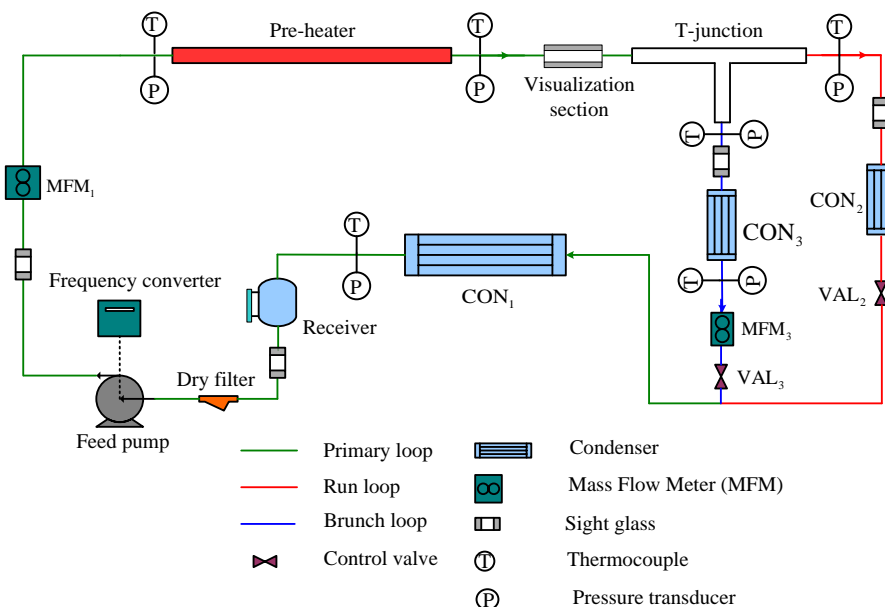 Pre-heater
T-junction
T
T
T
P
P
P
Visualization
section
T
P
MFM₁
CON₂
CON₃
T
P
Frequency converter
T
P
CON₁
VAL₂
Receiver
MFM₃
Dry filter
VAL₃
Feed pump
Primary loop
Condenser
Run loop
Mass Flow Meter (MFM)
Brunch loop
Sight glass
Control valve
T
Thermocouple
P
Pressure transducer